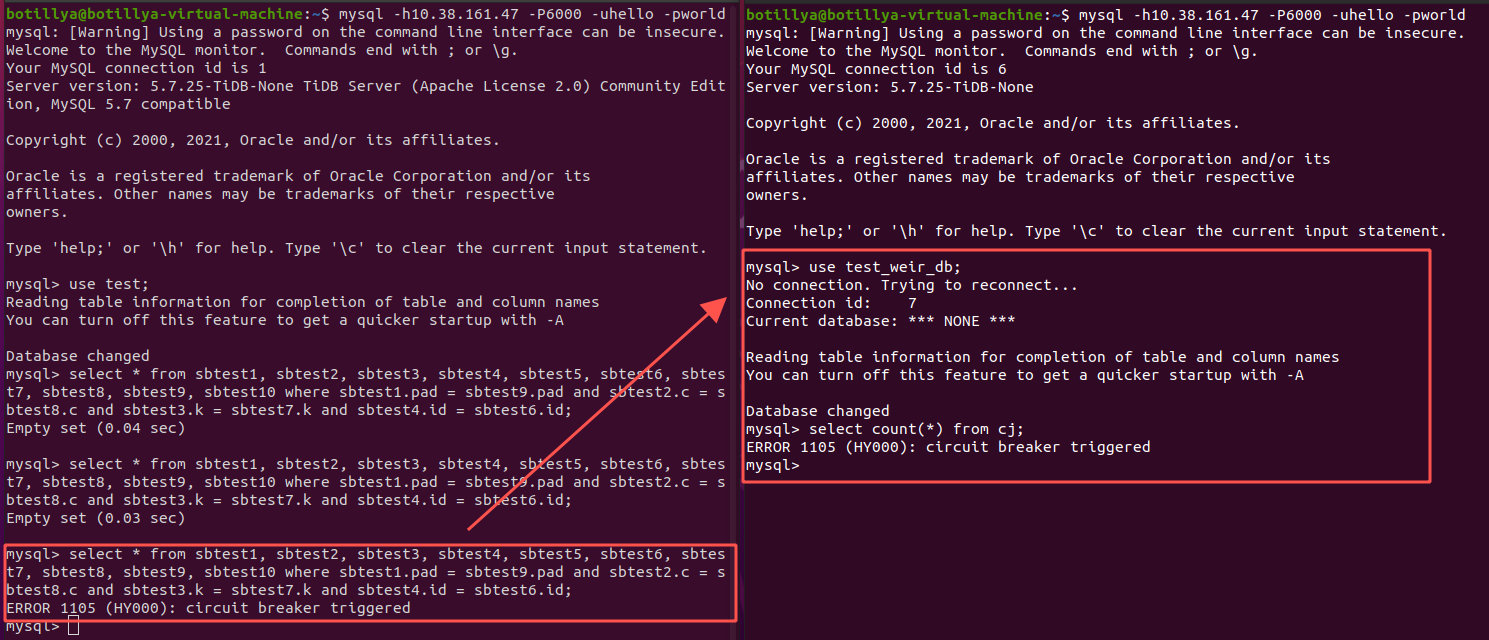 botillya@botillya-virtual-machine:~$ mysql -h10.38.161.47 -P6000 -uhello -pworld
mysql: [Warning] Using a password on the command line interface can be insecure.
Welcome to the MySQL monitor.  Commands end with ; or \g.
Your MySQL connection id is 1
Server version: 5.7.25-TiDB-None TiDB Server (Apache License 2.0) Community Edit
ion, MySQL 5.7 compatible

Copyright (c) 2000, 2021, Oracle and/or its affiliates.

Oracle is a registered trademark of Oracle Corporation and/or its
affiliates. Other names may be trademarks of their respective
owners.

Type 'help;' or '\h' for help. Type '\c' to clear the current input statement.

mysql> use test;
Reading table information for completion of table and column names
You can turn off this feature to get a quicker startup with -A

Database changed
mysql> select * from sbtest1, sbtest2, sbtest3, sbtest4, sbtest5, sbtest6, sbtes
t7, sbtest8, sbtest9, sbtest10 where sbtest1.pad = sbtest9.pad and sbtest2.c = s
btest8.c and sbtest3.k = sbtest7.k and sbtest4.id = sbtest6.id;
Empty set (0.04 sec)

mysql> select * from sbtest1, sbtest2, sbtest3, sbtest4, sbtest5, sbtest6, sbtes
t7, sbtest8, sbtest9, sbtest10 where sbtest1.pad = sbtest9.pad and sbtest2.c = s
btest8.c and sbtest3.k = sbtest7.k and sbtest4.id = sbtest6.id;
Empty set (0.03 sec)

mysql> select * from sbtest1, sbtest2, sbtest3, sbtest4, sbtest5, sbtest6, sbtes
t7, sbtest8, sbtest9, sbtest10 where sbtest1.pad = sbtest9.pad and sbtest2.c = s
btest8.c and sbtest3.k = sbtest7.k and sbtest4.id = sbtest6.id;
ERROR 1105 (HY000): circuit breaker triggered
mysql>

botillya@botillya-virtual-machine:~$ mysql -h10.38.161.47 -P6000 -uhello -pworld
mysql: [Warning] Using a password on the command line interface can be insecure.
Welcome to the MySQL monitor.  Commands end with ; or \g.
Your MySQL connection id is 6
Server version: 5.7.25-TiDB-None

Copyright (c) 2000, 2021, Oracle and/or its affiliates.

Oracle is a registered trademark of Oracle Corporation and/or its
affiliates. Other names may be trademarks of their respective
owners.

Type 'help;' or '\h' for help. Type '\c' to clear the current input statement.

mysql> use test_weir_db;
No connection. Trying to reconnect...
Connection id:    7
Current database: *** NONE ***

Reading table information for completion of table and column names
You can turn off this feature to get a quicker startup with -A

Database changed
mysql> select count(*) from cj;
ERROR 1105 (HY000): circuit breaker triggered
mysql>